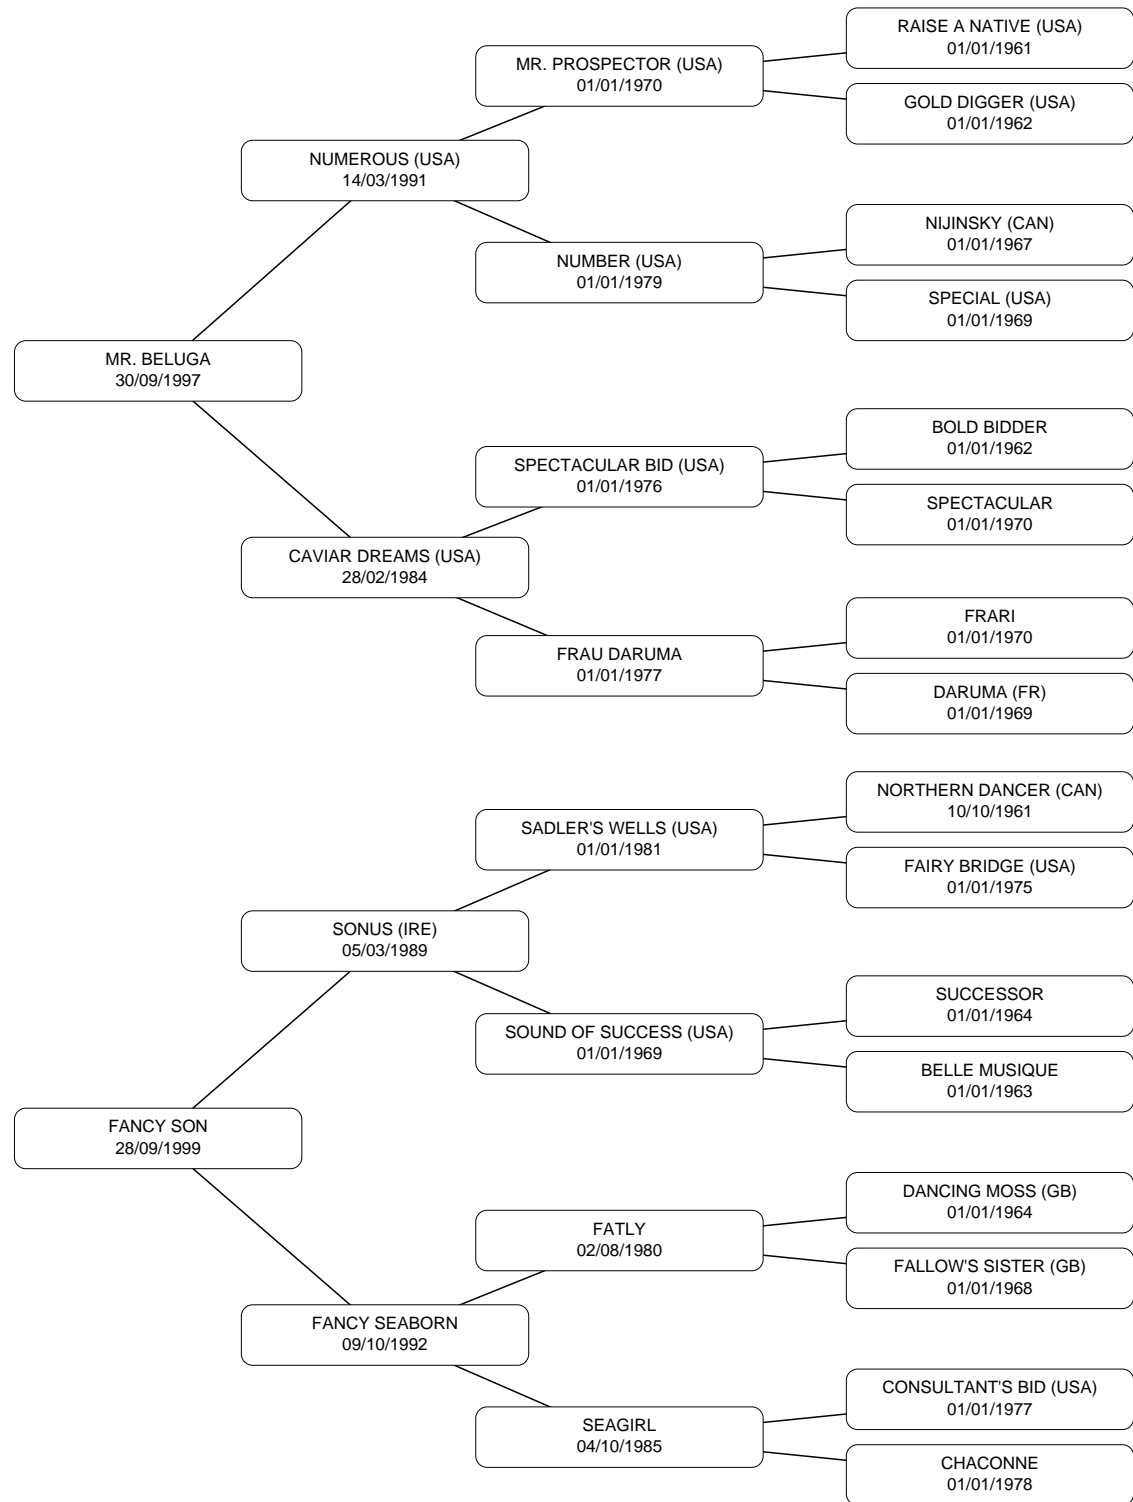 RAISE A NATIVE (USA)
01/01/1961
MR. PROSPECTOR (USA)
01/01/1970
GOLD DIGGER (USA)
01/01/1962
NUMEROUS (USA)
14/03/1991
NIJINSKY (CAN)
01/01/1967
NUMBER (USA)
01/01/1979
SPECIAL (USA)
01/01/1969
MR. BELUGA
30/09/1997
BOLD BIDDER
01/01/1962
SPECTACULAR BID (USA)
01/01/1976
SPECTACULAR
01/01/1970
CAVIAR DREAMS (USA)
28/02/1984
FRARI
01/01/1970
FRAU DARUMA
01/01/1977
DARUMA (FR)
01/01/1969
NORTHERN DANCER (CAN)
10/10/1961
SADLER'S WELLS (USA)
01/01/1981
FAIRY BRIDGE (USA)
01/01/1975
SONUS (IRE)
05/03/1989
SUCCESSOR
01/01/1964
SOUND OF SUCCESS (USA)
01/01/1969
BELLE MUSIQUE
01/01/1963
FANCY SON
28/09/1999
DANCING MOSS (GB)
01/01/1964
FATLY
02/08/1980
FALLOW'S SISTER (GB)
01/01/1968
FANCY SEABORN
09/10/1992
CONSULTANT'S BID (USA)
01/01/1977
SEAGIRL
04/10/1985
CHACONNE
01/01/1978